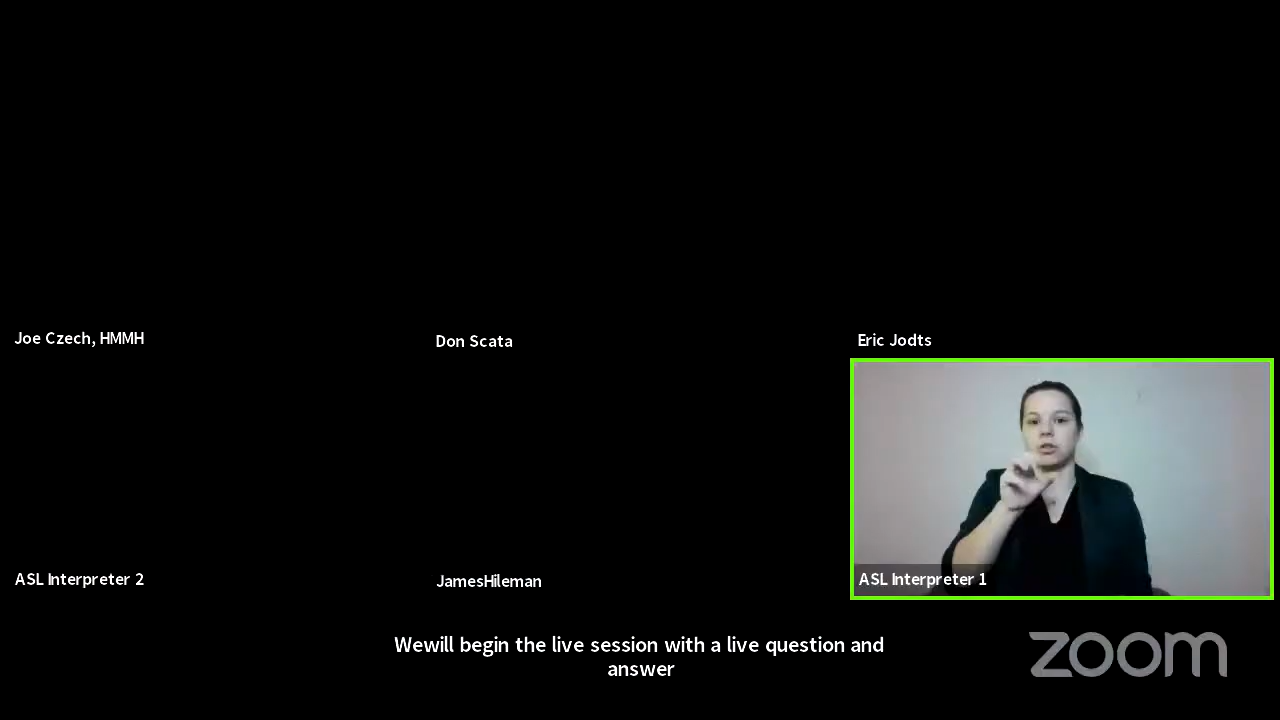 Joe Czech, HMMH
Don Scata
Eric Jodts
ASL Interpreter 2
JamesHileman
ASL Interpreter 1
Wewill begin the live session with a live question and
answer
zoom